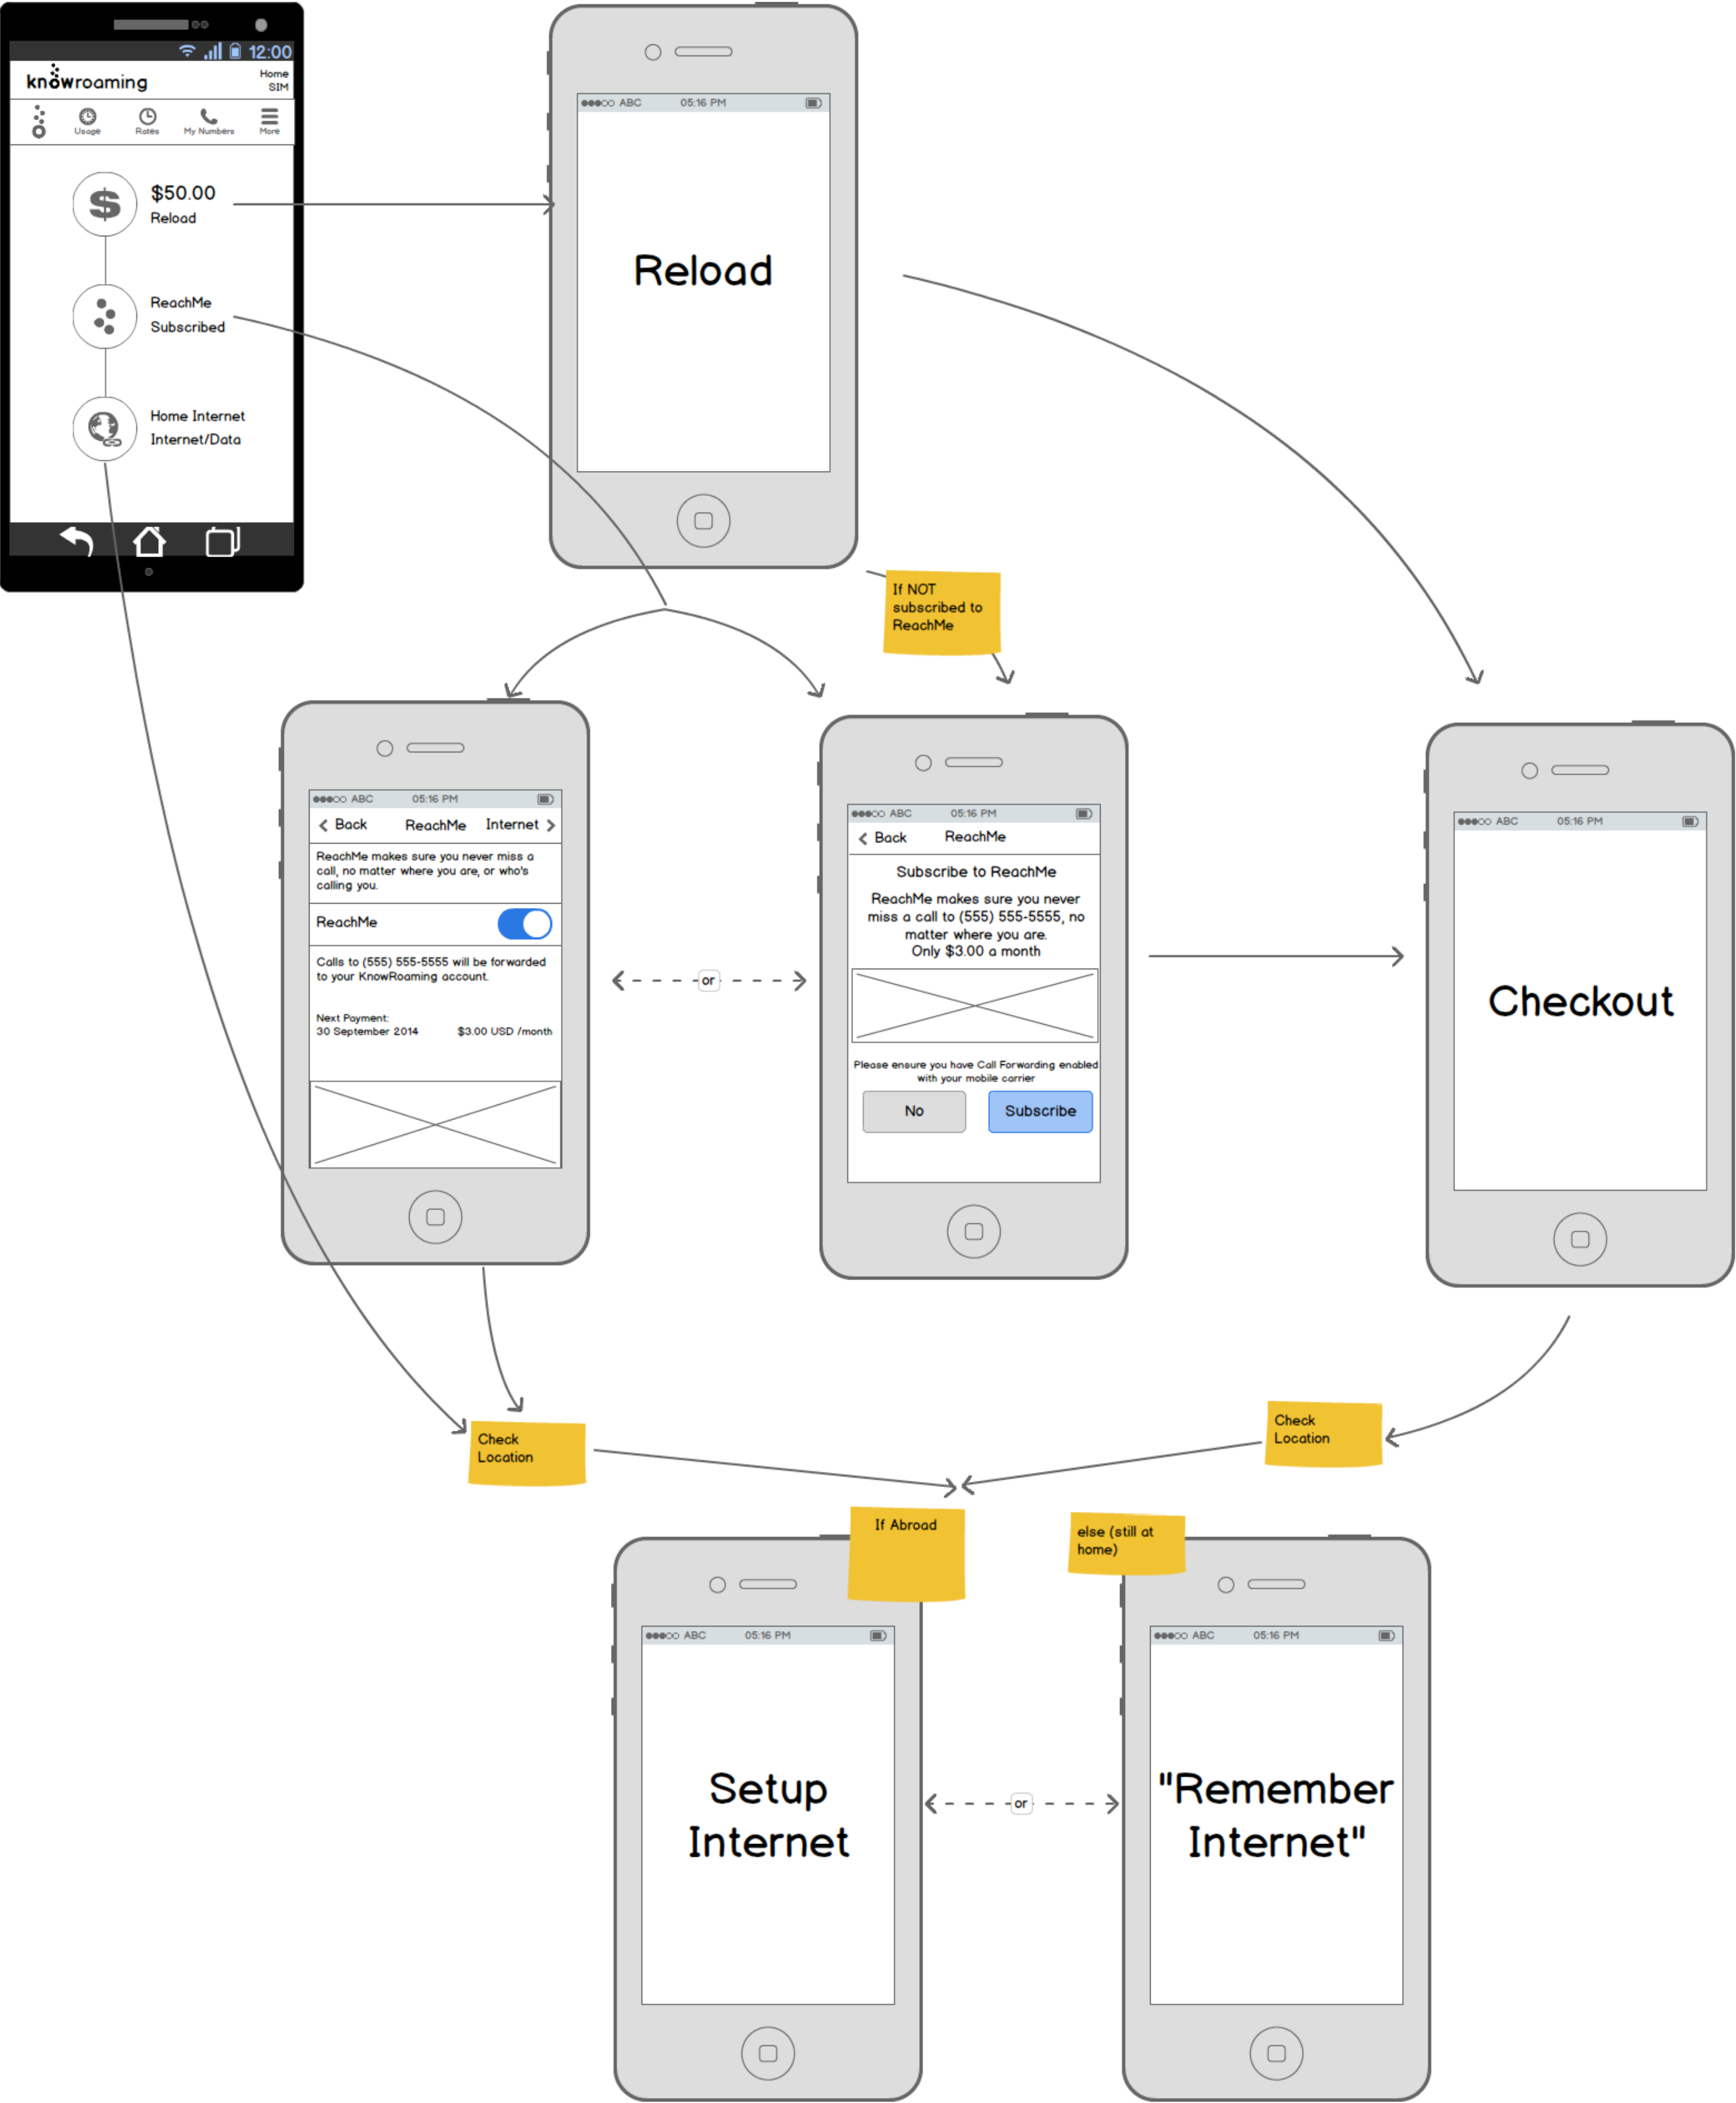 12:00
knowroaming
Home
SIM
Usage
Rates
My Numbers
More
$50.00
Reload
ReachMe
Subscribed
Home Internet
Internet/Data
ABC 05:16 PM
Reload
If NOT
subscribed to
ReachMe
ABC 05:16 PM
Back ReachMe Internet
ReachMe makes sure you never miss a
call, no matter where you are, or who's
calling you.
ReachMe
Calls to (555) 555-5555 will be forwarded
to your KnowRoaming account.
Next Payment:
30 September 2014 $3.00 USD /month
or
ABC 05:16 PM
Back ReachMe
Subscribe to ReachMe
ReachMe makes sure you never
miss a call to (555) 555-5555, no
matter where you are.
Only $3.00 a month
Please ensure you have Call Forwarding enabled
with your mobile carrier
No Subscribe
ABC 05:16 PM
Checkout
Check
Location
Check
Location
If Abroad
else (still at
home)
ABC 05:16 PM
Setup
Internet
or
ABC 05:16 PM
"Remember
Internet"